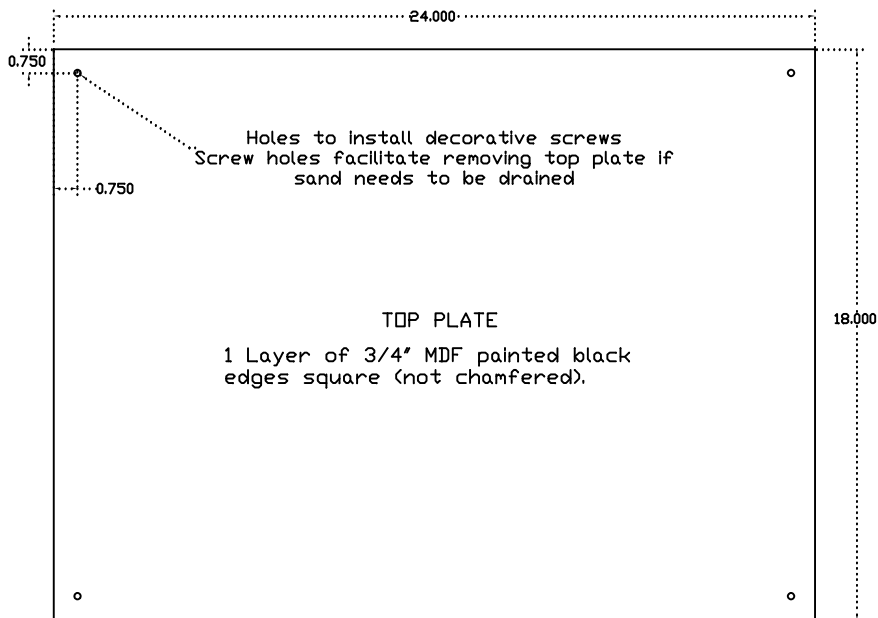 24.000
0.750
Holes to install decorative screws
Screw holes facilitate removing top plate if
sand needs to be drained
0.750
TOP PLATE
18.000
1 Layer of 3/4" MDF painted black
edges square (not chamfered).